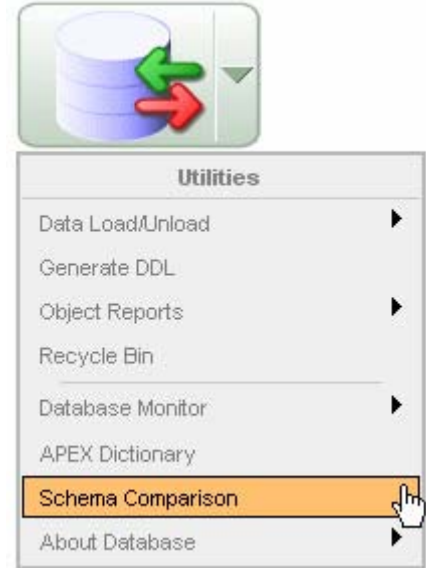 Utilities
Data Load/Unload
Generate DDL
Object Reports
Recycle Bin
Database Monitor
APEX Dictionary
Schema Comparison
About Database